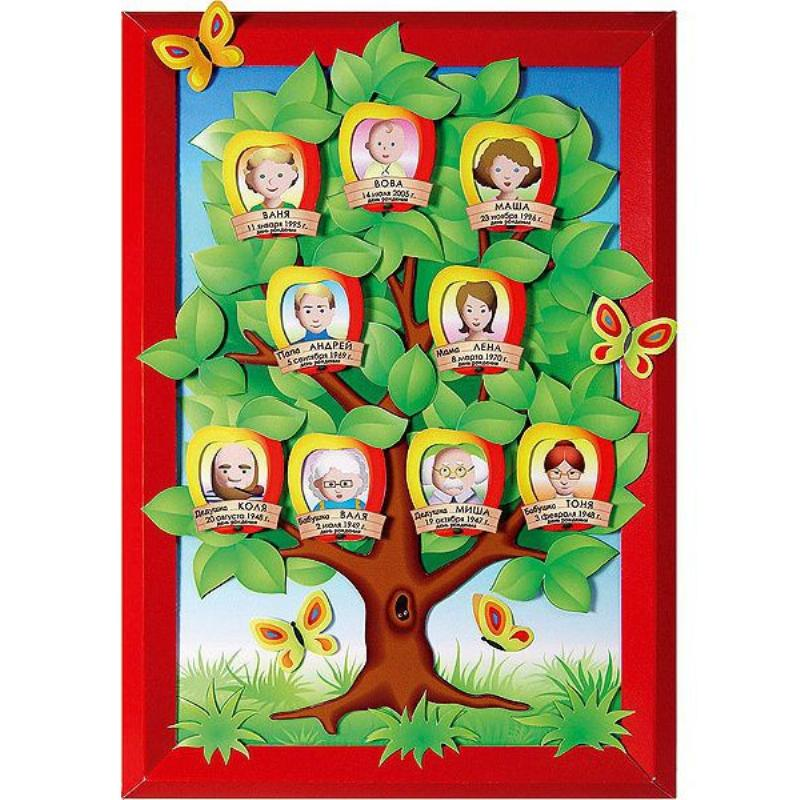 ВАНЯ
11 января 1995 г.
день рождения
ВОВА
14 июля 2005 г.
день рождения
МАША
23 ноября 1996 г.
день рождения
Папа АНДРЕЙ
5 сентября 1969 г.
день рождения
Мама ЛЕНА
8 марта 1970 г.
день рождения
Дедушка КОЛЯ
20 августа 1948 г.
день рождения
Бабушка ВАЛЯ
2 июля 1949 г.
день рождения
Дедушка МИША
19 октября 1947 г.
день рождения
Бабушка ТОНЯ
3 февраля 1948 г.
день рождения